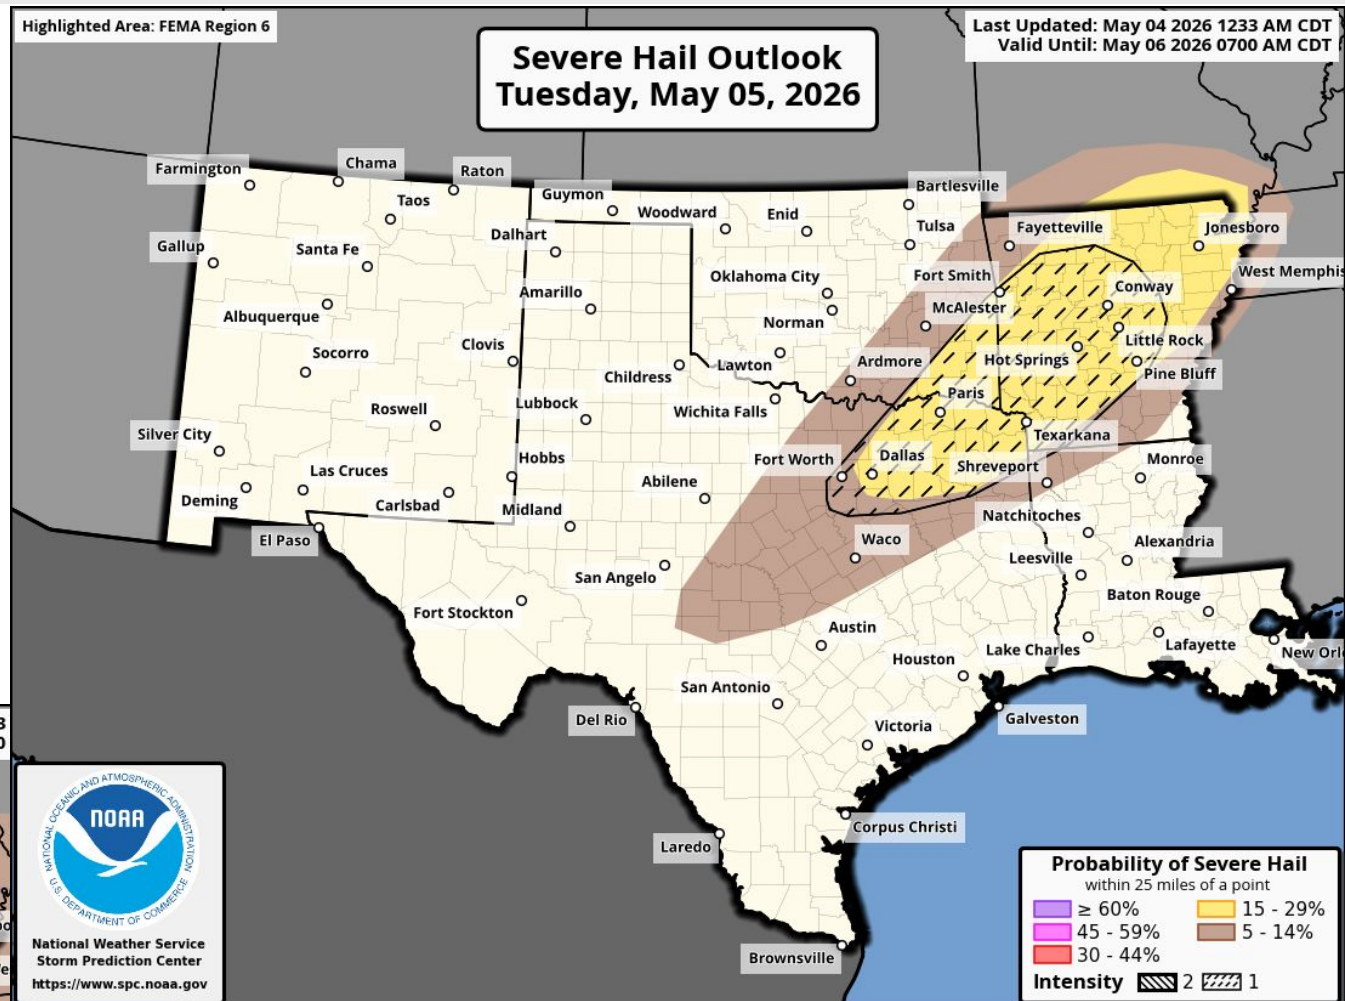 Highlighted Area: FEMA Region 6
Severe Hail Outlook
Tuesday, May 05, 2026
Last Updated: May 04 2026 1233 AM CDT
Valid Until: May 06 2026 0700 AM CDT
Farmington
Chama
Raton
Taos
Guymon
Woodward
Enid
Bartlesville
Tulsa
Fayetteville
Jonesboro
Gallup
Santa Fe
Dalhart
Oklahoma City
Fort Smith
West Memphis
Amarillo
Conway
Albuquerque
Norman
McAlester
Socorro
Clovis
Childress
Lawton
Ardmore
Hot Springs
Little Rock
Pine Bluff
Roswell
Lubbock
Wichita Falls
Paris
Silver City
Texarkana
Las Cruces
Hobbs
Fort Worth
Dallas
Shreveport
Monroe
Deming
Carlsbad
Midland
Abilene
Natchitoches
El Paso
Waco
Leesville
Alexandria
San Angelo
Fort Stockton
Baton Rouge
Austin
Lake Charles
Lafayette
New Orl
Houston
San Antonio
Del Rio
Galveston
Victoria
Corpus Christi
Laredo
Brownsville
NATIONAL OCEANIC AND ATMOSPHERIC ADMINISTRATION
NOAA
U.S. DEPARTMENT OF COMMERCE
National Weather Service
Storm Prediction Center
https://www.spc.noaa.gov
Probability of Severe Hail
within 25 miles of a point
≥ 60%
15 - 29%
45 - 59%
5 - 14%
30 - 44%
Intensity 2 1